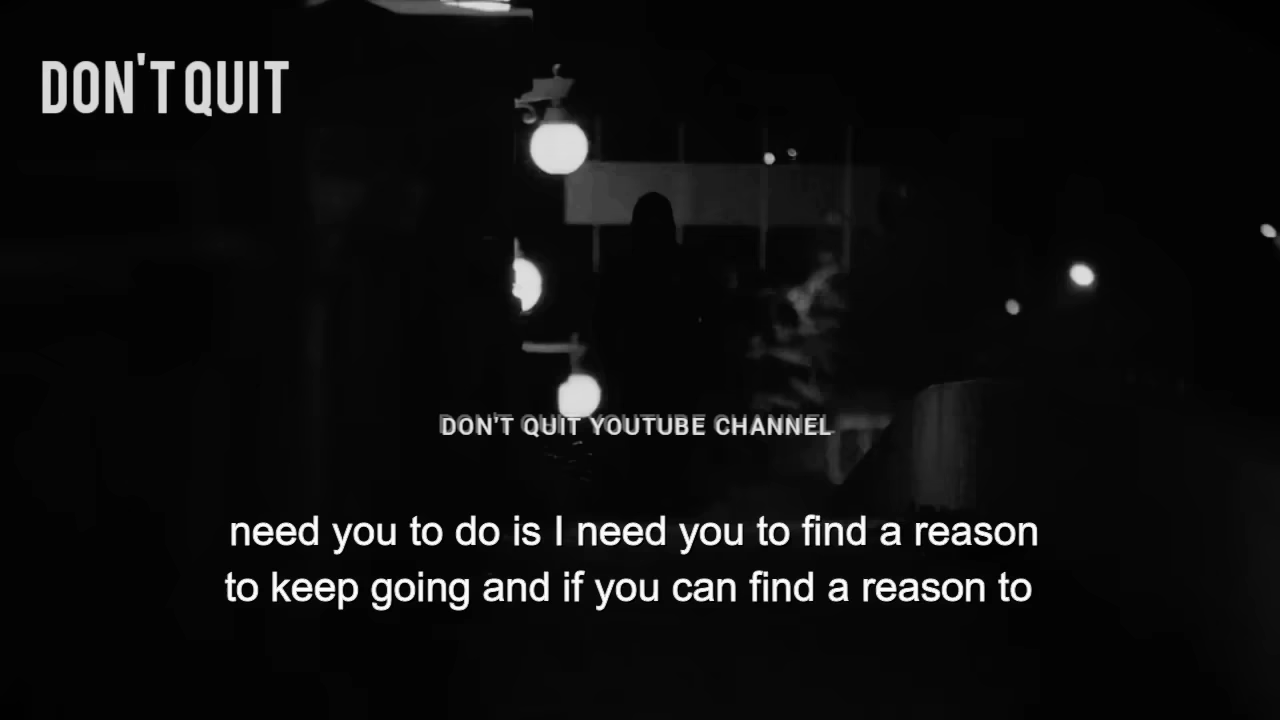 DON'T QUIT
DON'T QUIT YOUTUBE CHANNEL
need you to do is I need you to find a reason
to keep going and if you can find a reason to